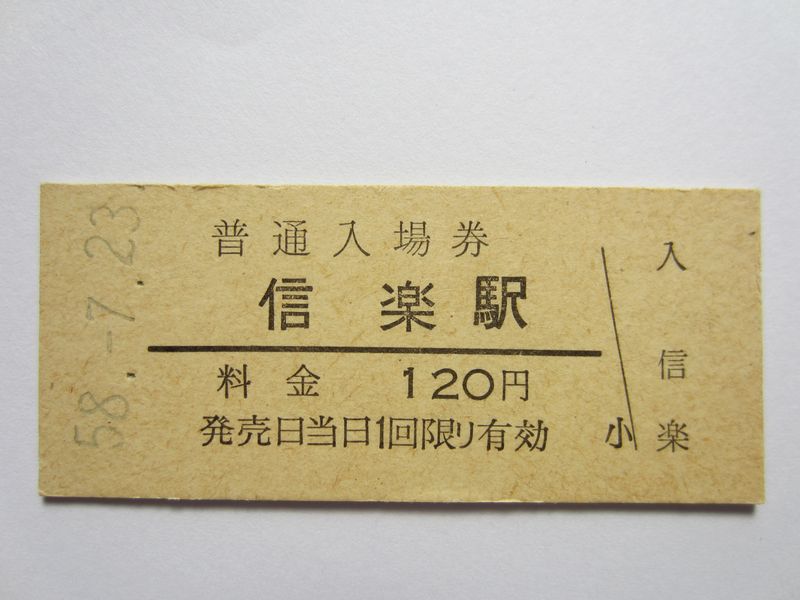 58.-7.23
普通入場券
信楽駅
料金 120円
発売日当日1回限り有効
小
入
信
楽